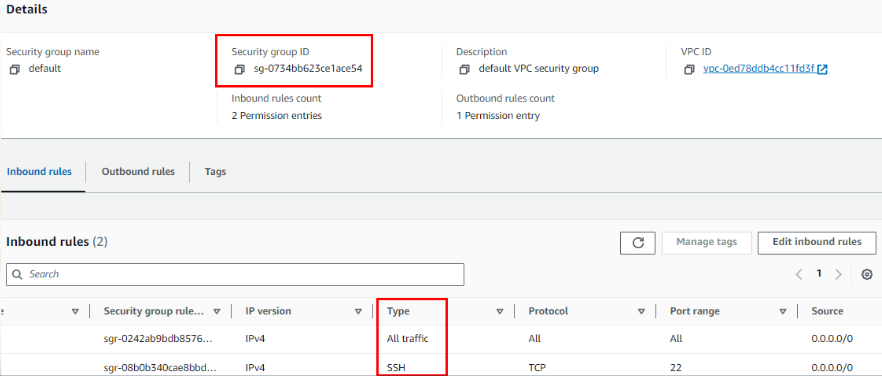 Details
Security group name
default
Security group ID
sg-0734bb623ce1ace54
Description
default VPC security group
VPC ID
vpc-0ed78ddb4cc11fd3f
Inbound rules count
2 Permission entries
Outbound rules count
1 Permission entry
Inbound rules Outbound rules Tags
Inbound rules (2)
Manage tags Edit inbound rules
Search
1
Security group rule... IP version Type Protocol Port range Source
sgr-0242ab9bdb8576... IPv4 All traffic All All 0.0.0.0/0
sgr-08b0b340cae8bbd... IPv4 SSH TCP 22 0.0.0.0/0